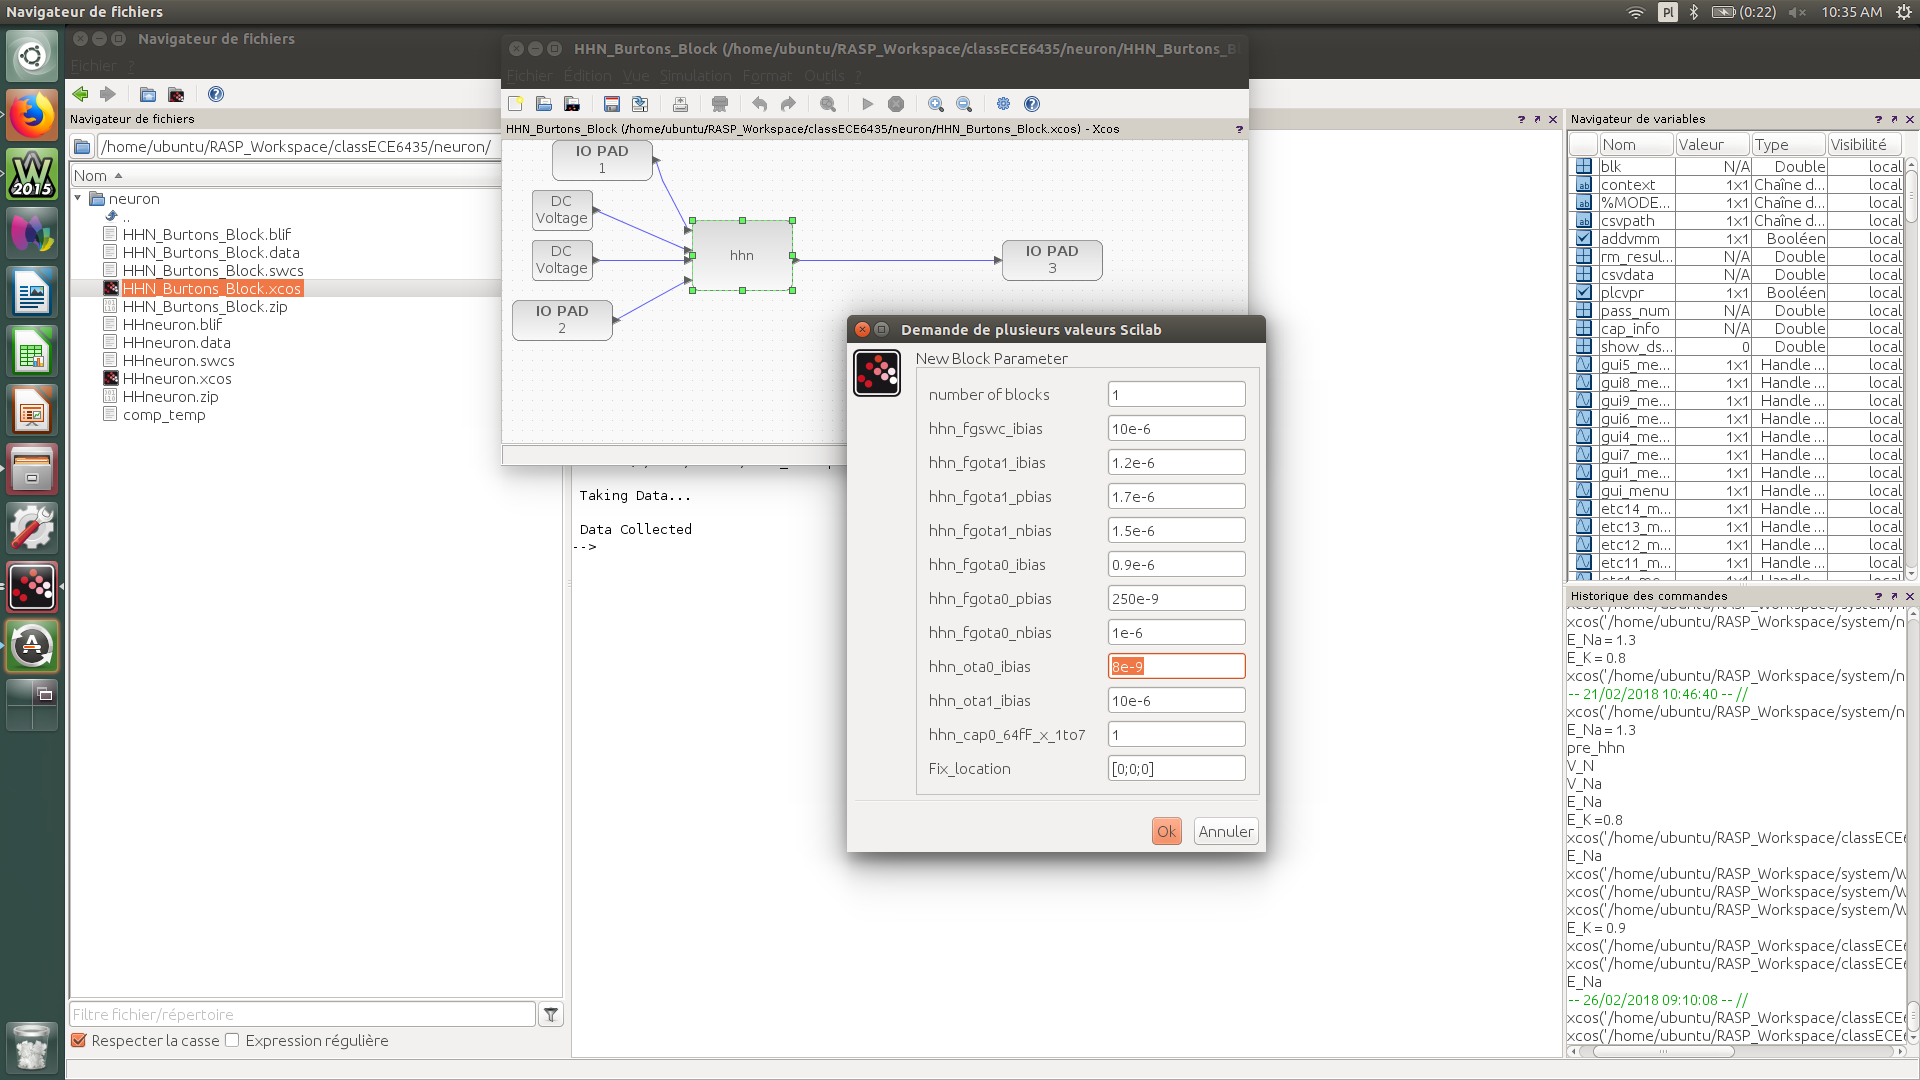 Navigateur de fichiers
Pl
(0:22)
10:35 AM
Navigateur de fichiers
Fichier ?
Navigateur de fichiers
/home/ubuntu/RASP_Workspace/classECE6435/neuron/
Nom
neuron
..
HHN_Burtons_Block.blif
HHN_Burtons_Block.data
HHN_Burtons_Block.swcs
HHN_Burtons_Block.xcos
HHN_Burtons_Block.zip
HHneuron.blif
HHneuron.data
HHneuron.swcs
HHneuron.xcos
HHneuron.zip
comp_temp
Filtre fichier/répertoire
Respecter la casse
Expression régulière
2015
HHN_Burtons_Block (/home/ubuntu/RASP_Workspace/classECE6435/neuron/HHN_Burtons_Bl
Fichier Édition Vue Simulation Format Outils ?
HHN_Burtons_Block (/home/ubuntu/RASP_Workspace/classECE6435/neuron/HHN_Burtons_Block.xcos) - Xcos
?
IO PAD
1
DC
Voltage
DC
Voltage
IO PAD
2
hhn
IO PAD
3
Taking Data...
Data Collected
-->
Demande de plusieurs valeurs Scilab
New Block Parameter
number of blocks 1
hhn_fgswc_ibias 10e-6
hhn_fgota1_ibias 1.2e-6
hhn_fgota1_pbias 1.7e-6
hhn_fgota1_nbias 1.5e-6
hhn_fgota0_ibias 0.9e-6
hhn_fgota0_pbias 250e-9
hhn_fgota0_nbias 1e-6
hhn_ota0_ibias 8e-9
hhn_ota1_ibias 10e-6
hhn_cap0_64fF_x_1to7 1
Fix_location [0;0;0]
Ok
Annuler
Navigateur de variables
Nom Valeur Type Visibilité
blk N/A Double local
context 1x1 Chaîne d... local
%MODE... 1x1 Chaîne d... local
csvpath 1x1 Chaîne d... local
addvmm 1x1 Booléen local
rm_resul... N/A Double local
csvdata N/A Double local
plcvpr 1x1 Booléen local
pass_num N/A Double local
cap_info N/A Double local
show_ds... 0 Double local
gui5_me... 1x1 Handle ... local
gui8_me... 1x1 Handle ... local
gui9_me... 1x1 Handle ... local
gui6_me... 1x1 Handle ... local
gui4_me... 1x1 Handle ... local
gui7_me... 1x1 Handle ... local
gui1_me... 1x1 Handle ... local
gui_menu 1x1 Handle ... local
etc14_m... 1x1 Handle ... local
etc13_m... 1x1 Handle ... local
etc12_m... 1x1 Handle ... local
etc11_m... 1x1 Handle ... local
Historique des commandes
xcos('/home/ubuntu/RASP_Workspace/system/n
E_Na = 1.3
E_K = 0.8
xcos('/home/ubuntu/RASP_Workspace/system/n
-- 21/02/2018 10:46:40 -- //
xcos('/home/ubuntu/RASP_Workspace/system/n
E_Na = 1.3
pre_hhn
V_N
V_Na
E_Na
E_K =0.8
xcos('/home/ubuntu/RASP_Workspace/classECE6
E_Na
xcos('/home/ubuntu/RASP_Workspace/system/W
xcos('/home/ubuntu/RASP_Workspace/system/W
xcos('/home/ubuntu/RASP_Workspace/system/W
E_K = 0.9
xcos('/home/ubuntu/RASP_Workspace/classECE6
xcos('/home/ubuntu/RASP_Workspace/classECE6
E_Na
-- 26/02/2018 09:10:08 -- //
xcos('/home/ubuntu/RASP_Workspace/classECE6
xcos('/home/ubuntu/RASP_Workspace/classECE6